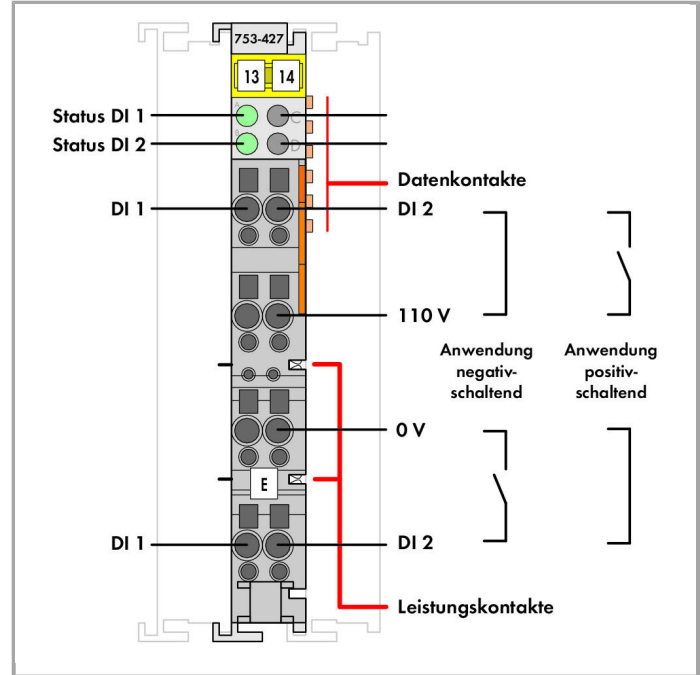 753-427
13 14
A C
Status DI 1
Status DI 2
D
Datenkontakte
DI 1
DI 2
110 V
Anwendung
negativ-
schaltend
Anwendung
positiv-
schaltend
0 V
E
DI 1
DI 2
Leistungskontakte